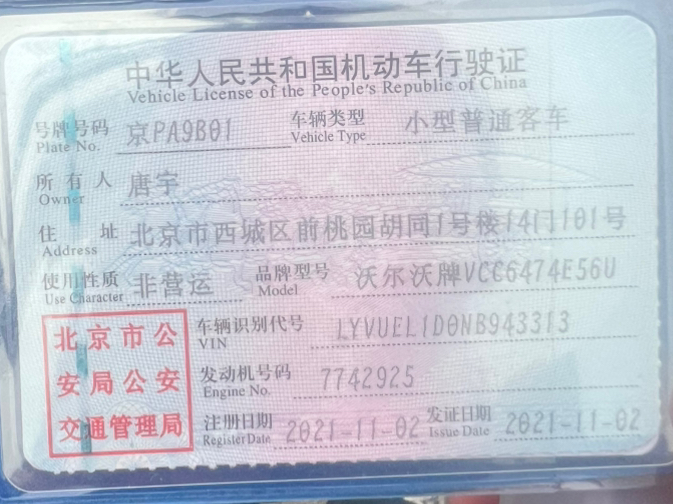 中华人民共和国机动车行驶证
Vehicle License of the People's Republic of China
号牌号码 京PA9B01 车辆类型 小型普通客车
Plate No. Vehicle Type
所有人 唐宇
Owner
住址 北京市西城区前桃园胡同1号楼14门101号
Address
使用性质 非营运 品牌型号 沃尔沃牌VCC6474E56U
Use Character Model
北京市公 车辆识别代号 LYVUEL1D0NB943313
VIN
安局公安 发动机号码 7742925
Engine No.
交通管理局 注册日期 2021-11-02 发证日期 2021-11-02
Register Date Issue Date